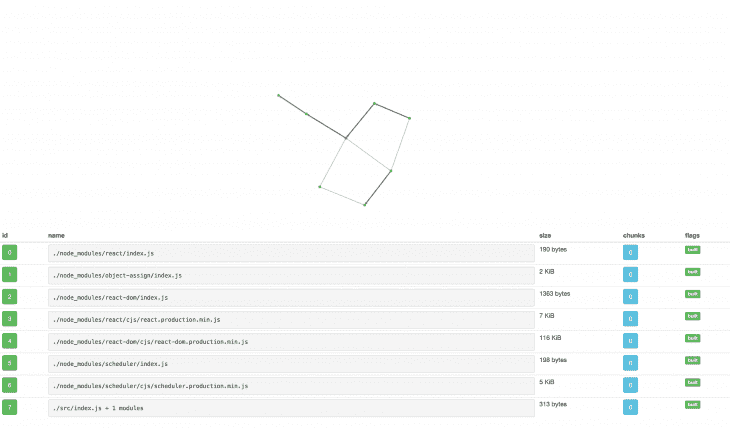 id name size chunks flags
0 ./node_modules/react/index.js 190 bytes 0 built
1 ./node_modules/object-assign/index.js 2 KiB 0 built
2 ./node_modules/react-dom/index.js 1363 bytes 0 built
3 ./node_modules/react/cjs/react.production.min.js 7 KiB 0 built
4 ./node_modules/react-dom/cjs/react-dom.production.min.js 116 KiB 0 built
5 ./node_modules/scheduler/index.js 198 bytes 0 built
6 ./node_modules/scheduler/cjs/scheduler.production.min.js 5 KiB 0 built
7 ./src/index.js + 1 modules 313 bytes 0 built